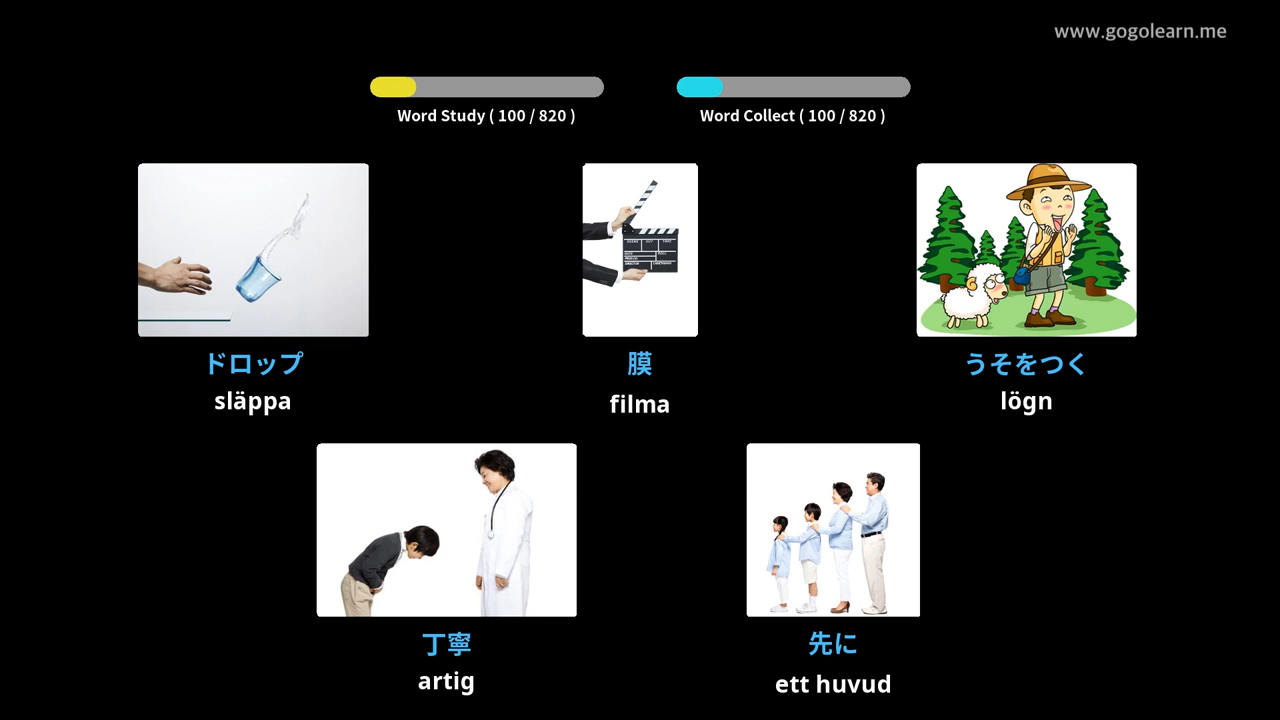 www.gogolearn.me
Word Study ( 100 / 820 )
Word Collect ( 100 / 820 )
ドロップ
släppa
膜
filma
うそをつく
lögn
丁寧
artig
先に
ett huvud